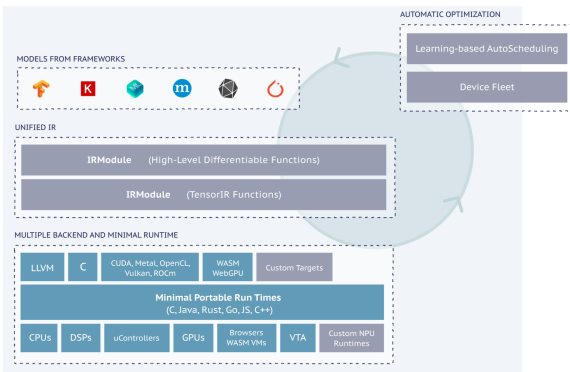 AUTOMATIC OPTIMIZATION
Learning-based AutoScheduling
Device Fleet
MODELS FROM FRAMEWORKS
K
m
UNIFIED IR
IRModule (High-Level Differentiable Functions)
IRModule (TensorIR Functions)
MULTIPLE BACKEND AND MINIMAL RUNTIME
LLVM
C
CUDA, Metal, OpenCL,
Vulkan, ROCm
WASM
WebGPU
Custom Targets
Minimal Portable Run Times
(C, Java, Rust, Go, JS, C++)
CPUs
DSPs
uControllers
GPUs
Browsers
WASM VMs
VTA
Custom NPU
Runtimes